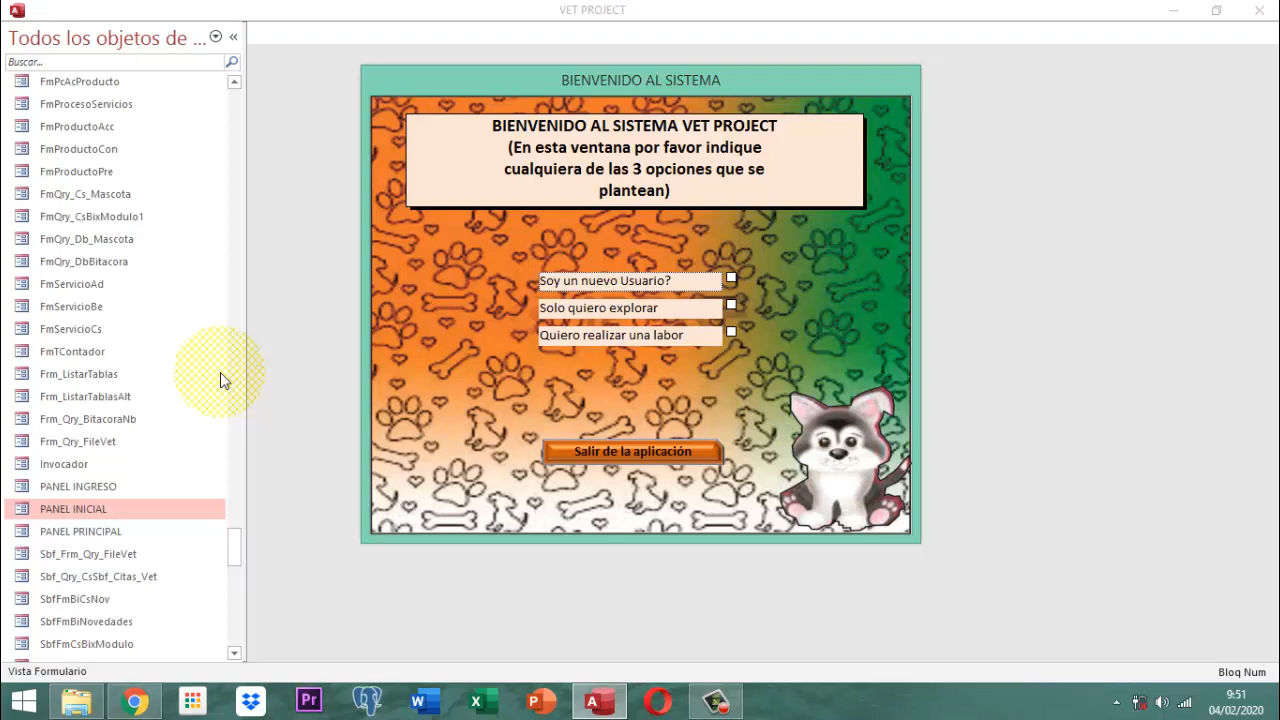 VET PROJECT
Todos los objetos de ...
Buscar...
FmPcAcProducto
FmProcesoServicios
FmProductoAcc
FmProductoCon
FmProductoPre
FmQry_Cs_Mascota
FmQry_CsBixModulo1
FmQry_Db_Mascota
FmQry_DbBitacora
FmServicioAd
FmServicioBe
FmServicioCs
FmTContador
Frm_ListarTablas
Frm_ListarTablasAlt
Frm_Qry_BitacoraNb
Frm_Qry_FileVet
Invocador
PANEL INGRESO
PANEL INICIAL
PANEL PRINCIPAL
Sbf_Frm_Qry_FileVet
Sbf_Qry_CsSbf_Citas_Vet
SbfFmBiCsNov
SbfFmBiNovedades
SbfFmCsBixModulo
BIENVENIDO AL SISTEMA
BIENVENIDO AL SISTEMA VET PROJECT
(En esta ventana por favor indique
cualquiera de las 3 opciones que se
plantean)
Soy un nuevo Usuario?
Solo quiero explorar
Quiero realizar una labor
Salir de la aplicación
Vista Formulario
Bloq Num
Pr
W
X
P
A
9:51
04/02/2020